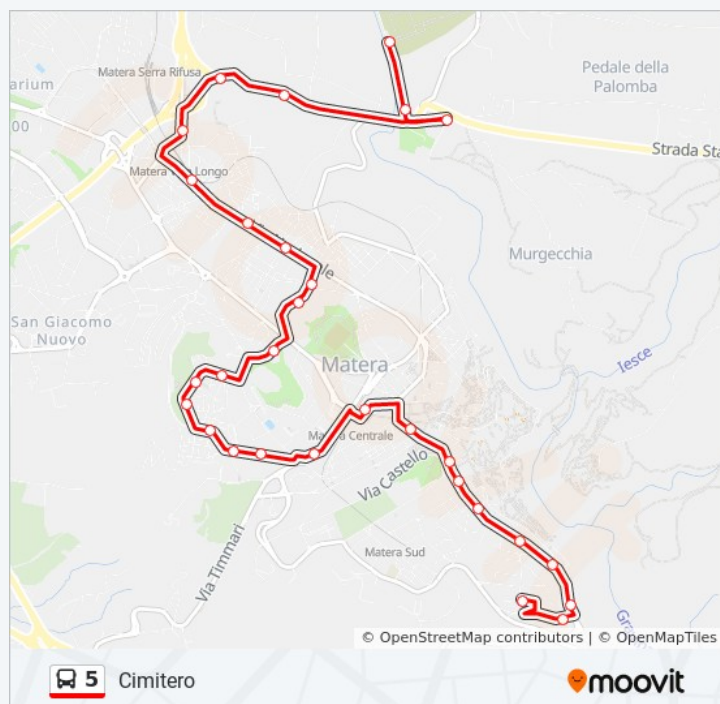 Matera Serra Rifusa
arium
00
Pedale della
Palomba
Strada Sta
Matera
Longo
Murgecchia
San Giacomo
Nuovo
Iesce
Matera
Centrale
Via Castello
Matera Sud
Via Timmari
Gra
© OpenStreetMap contributors | © OpenMapTiles
5 Cimitero
moovit